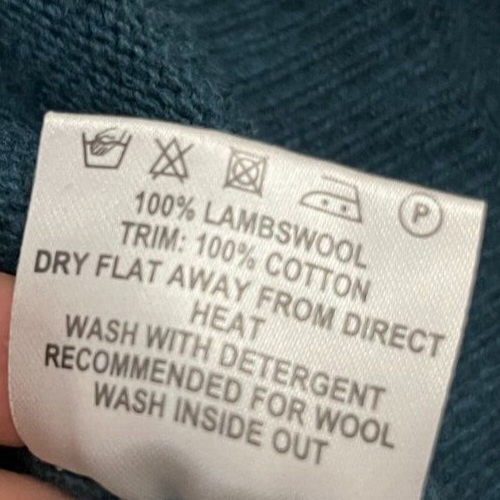 P
100% LAMBSWOOL
TRIM: 100% COTTON
DRY FLAT AWAY FROM DIRECT
HEAT
WASH WITH DETERGENT
RECOMMENDED FOR WOOL
WASH INSIDE OUT